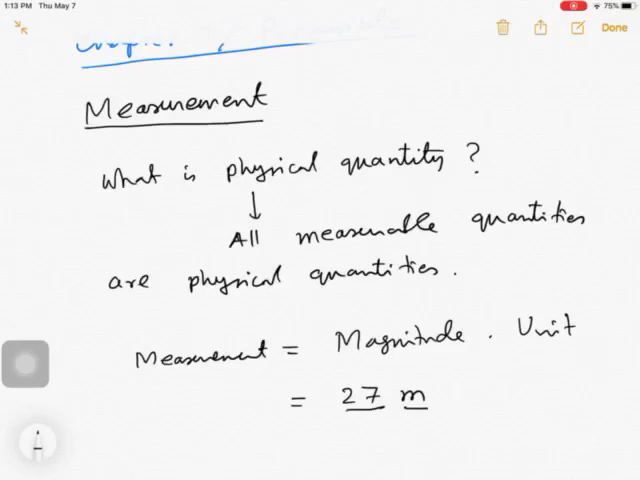 1:13 PM Thu May 7
75%
Done
Measurement
What is physical quantity ?
↓
All measurable quantities
are physical quantities.
Measurement = Magnitude . Unit
= 27 m